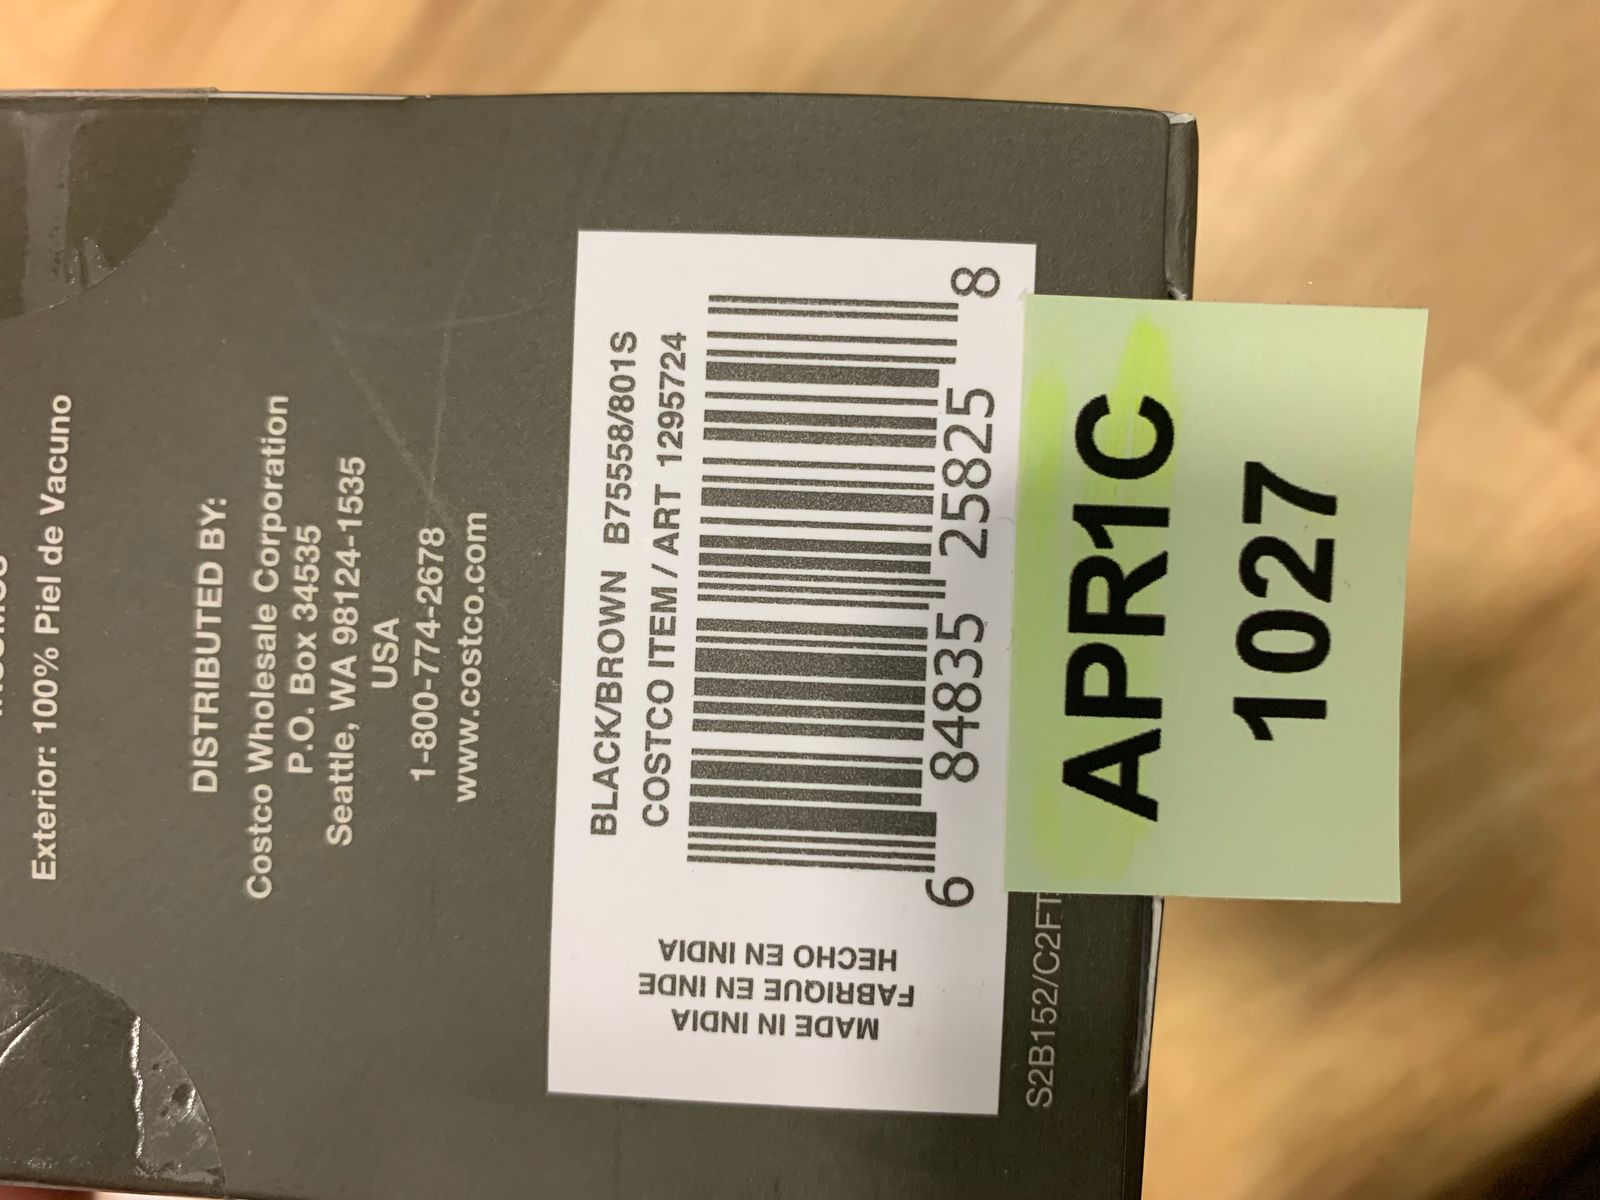 Exterior: 100% Piel de Vacuno
DISTRIBUTED BY:
Costco Wholesale Corporation
P.O. Box 34535
Seattle, WA 98124-1535
USA
1-800-774-2678
www.costco.com
BLACK/BROWN B75558/801S
COSTCO ITEM / ART 1295724
6 84835 25825 8
MADE IN INDIA
FABRIQUE EN INDE
HECHO EN INDIA
S2B152/C2FT
APR1C
1027